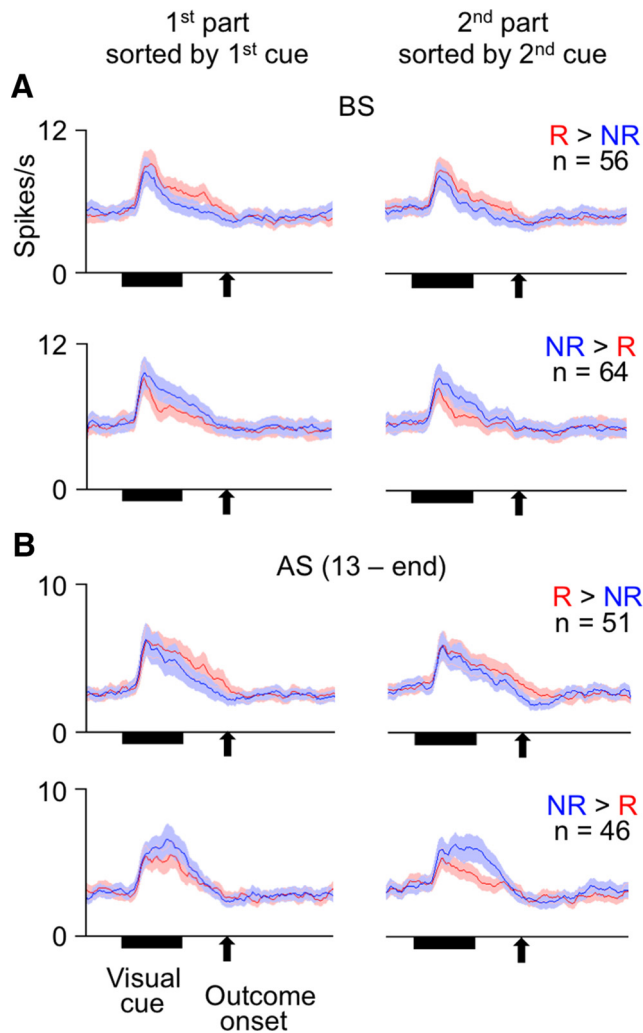 1st part
sorted by 1st cue
2nd part
sorted by 2nd cue
A
BS
Spikes/s
12
0
R > NR
n = 56
12
0
NR > R
n = 64
B
AS (13 – end)
10
0
R > NR
n = 51
10
0
NR > R
n = 46
Visual
cue
Outcome
onset